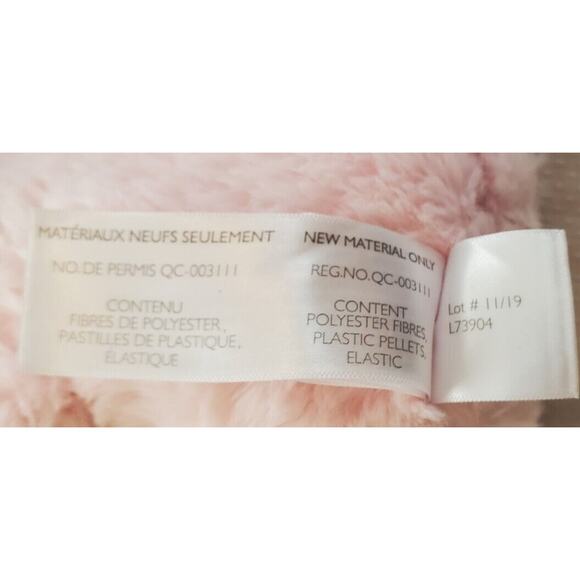 MATÉRIAUX NEUFS SEULEMENT
NO. DE PERMIS QC-003111
CONTENU
FIBRES DE POLYESTER,
PASTILLES DE PLASTIQUE,
ÉLASTIQUE
NEW MATERIAL ONLY
REG.NO.QC-003111
CONTENT
POLYESTER FIBRES,
PLASTIC PELLETS,
ELASTIC
Lot # 11/19
L73904